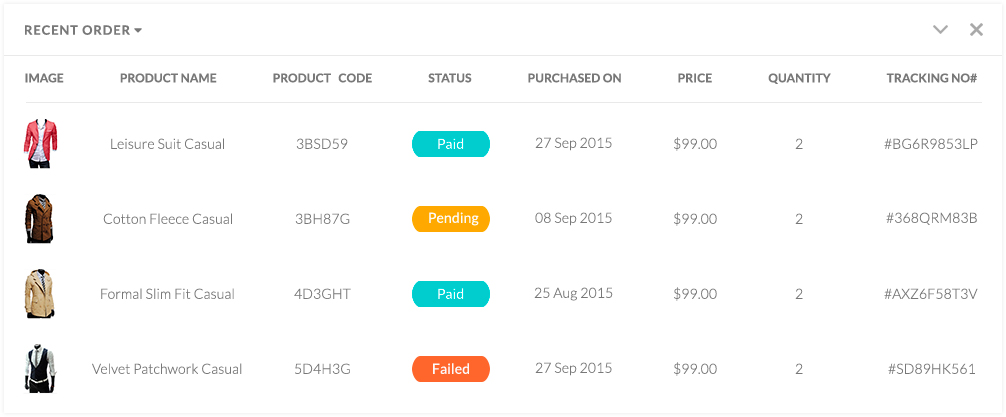 RECENT ORDER
IMAGE PRODUCT NAME PRODUCT CODE STATUS PURCHASED ON PRICE QUANTITY TRACKING NO#
Leisure Suit Casual 3BSD59 Paid 27 Sep 2015 $99.00 2 #BG6R9853LP
Cotton Fleece Casual 3BH87G Pending 08 Sep 2015 $99.00 2 #368QRM83B
Formal Slim Fit Casual 4D3GHT Paid 25 Aug 2015 $99.00 2 #AXZ6F58T3V
Velvet Patchwork Casual 5D4H3G Failed 27 Sep 2015 $99.00 2 #SD89HK561